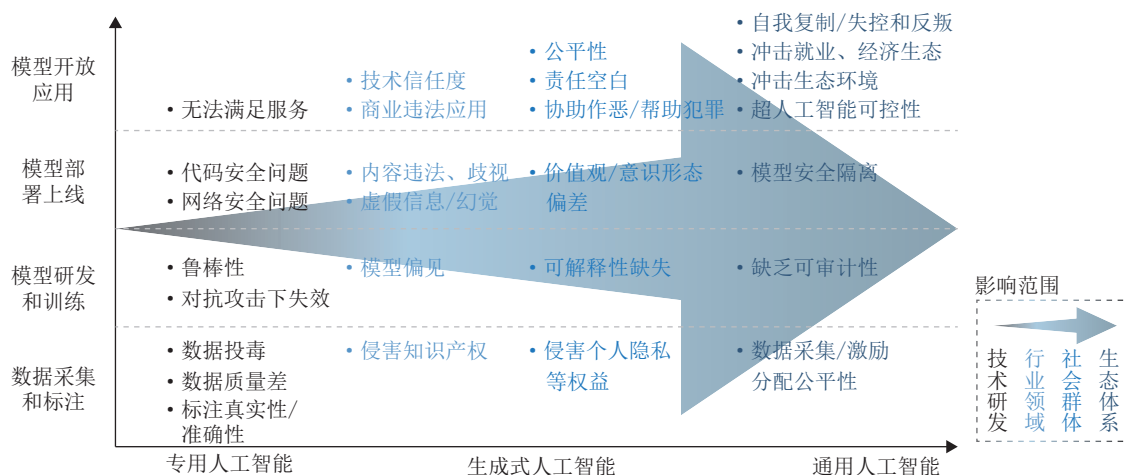 模型开放
应用
• 无法满足服务
• 技术信任度
• 商业违法应用
• 公平性
• 责任空白
• 协助作恶/帮助犯罪
• 自我复制/失控和反叛
• 冲击就业、经济生态
• 冲击生态环境
• 超人工智能可控性
模型部
署上线
• 代码安全问题
• 网络安全问题
• 内容违法、歧视
• 虚假信息/幻觉
• 价值观/意识形态
偏差
• 模型安全隔离
模型研发
和训练
• 鲁棒性
• 对抗攻击下失效
• 模型偏见
• 可解释性缺失
• 缺乏可审计性
数据采集
和标注
• 数据投毒
• 数据质量差
• 标注真实性/
准确性
• 侵害知识产权
• 侵害个人隐私
等权益
• 数据采集/激励
分配公平性
专用人工智能
生成式人工智能
通用人工智能
影响范围
技术研发
行业领域
社会群体
生态体系